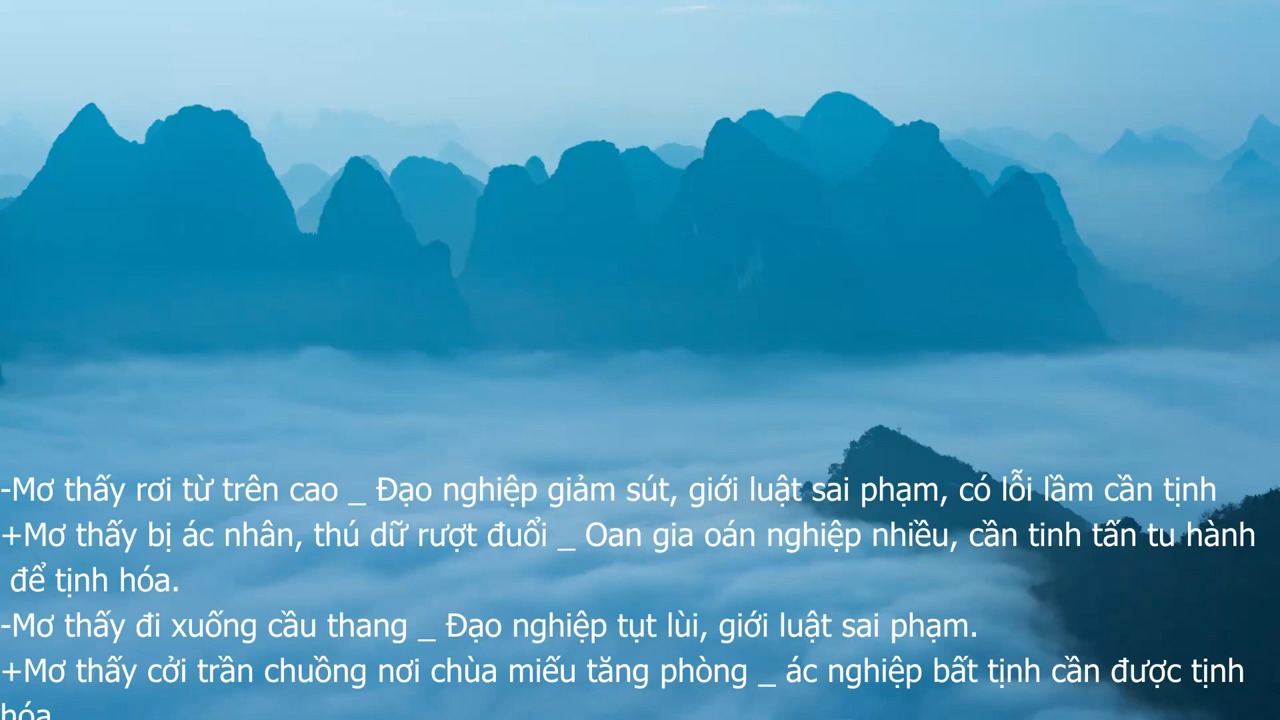 -Mơ thấy rơi từ trên cao _ Đạo nghiệp giảm sút, giới luật sai phạm, có lỗi lầm cần tịnh
+Mơ thấy bị ác nhân, thú dữ rượt đuổi _ Oan gia oán nghiệp nhiều, cần tinh tấn tu hành
để tịnh hóa.
-Mơ thấy đi xuống cầu thang _ Đạo nghiệp tụt lùi, giới luật sai phạm.
+Mơ thấy cởi trần chuồng nơi chùa miếu tăng phòng _ ác nghiệp bất tịnh cần được tịnh
hóa